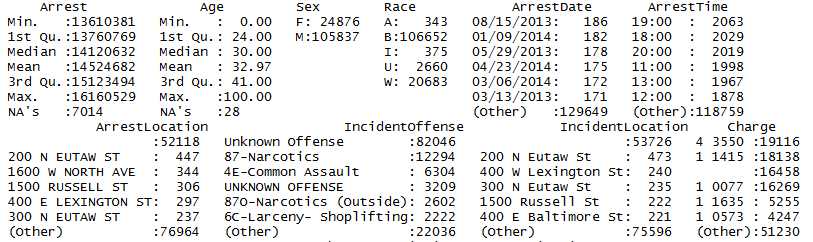 Arrest Age Sex Race ArrestDate ArrestTime
Min. :13610381 Min. : 0.00 F: 24876 A: 343 08/15/2013: 186 19:00 : 2063
1st Qu.:13760769 1st Qu.: 24.00 M:105837 B:106652 01/09/2014: 182 18:00 : 2029
Median :14120632 Median : 30.00 I: 375 05/29/2013: 178 20:00 : 2019
Mean :14524682 Mean : 32.97 U: 2660 04/23/2014: 175 11:00 : 1998
3rd Qu.:15123494 3rd Qu.: 41.00 W: 20683 03/06/2014: 172 13:00 : 1967
Max. :16160529 Max. :100.00 03/13/2013: 171 12:00 : 1878
NA's :7014 NA's :28 (Other) :129649 (Other):118759
ArrestLocation IncidentOffense IncidentLocation Charge
:52118 Unknown Offense :82046 :53726 4 3550 :19116
200 N EUTAW ST : 447 87-Narcotics :12294 200 N Eutaw St : 473 1 1415 :18138
1600 W NORTH AVE : 344 4E-Common Assault : 6304 400 W Lexington St: 240 :16458
1500 RUSSELL ST : 306 UNKNOWN OFFENSE : 3209 300 N Eutaw St : 235 1 0077 :16269
400 E LEXINGTON ST: 297 87O-Narcotics (Outside): 2602 1500 Russell St : 222 1 1635 : 5255
300 N EUTAW ST : 237 6C-Larceny- Shoplifting: 2222 400 E Baltimore St: 221 1 0573 : 4247
(Other) :76964 (Other) :22036 (Other) :75596 (Other):51230